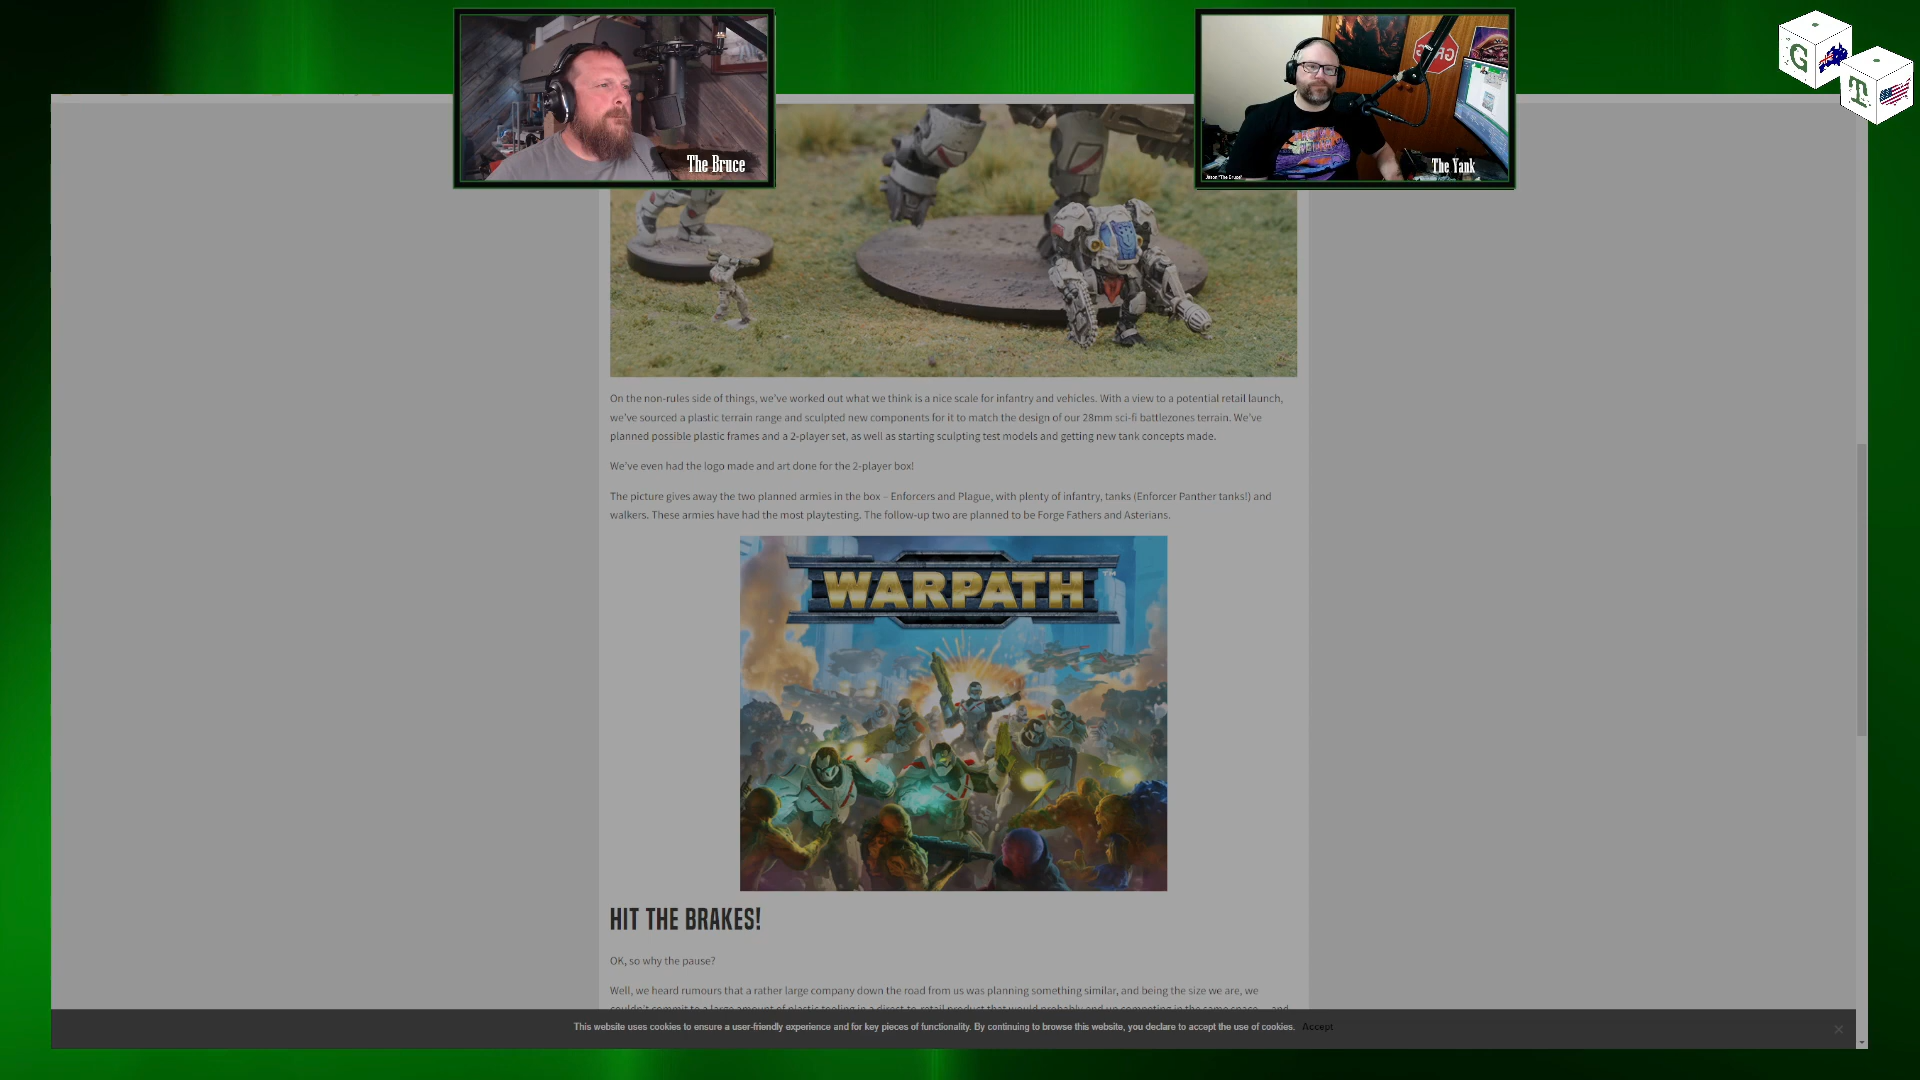 The Bruce
Jason "The Bruce"
The Yank
G
T
On the non-rules side of things, we've worked out what we think is a nice scale for infantry and vehicles. With a view to a potential retail launch,
we've sourced a plastic terrain range and sculpted new components for it to match the design of our 28mm sci-fi battlezones terrain. We've
planned possible plastic frames and a 2-player set, as well as starting sculpting test models and getting new tank concepts made.
We've even had the logo made and art done for the 2-player box!
The picture gives away the two planned armies in the box – Enforcers and Plague, with plenty of infantry, tanks (Enforcer Panther tanks!) and
walkers. These armies have had the most playtesting. The follow-up two are planned to be Forge Fathers and Asterians.
WARPATH™
HIT THE BRAKES!
OK, so why the pause?
Well, we heard rumours that a rather large company down the road from us was planning something similar, and being the size we are, we
This website uses cookies to ensure a user-friendly experience and for key pieces of functionality. By continuing to browse this website, you declare to accept the use of cookies. Accept